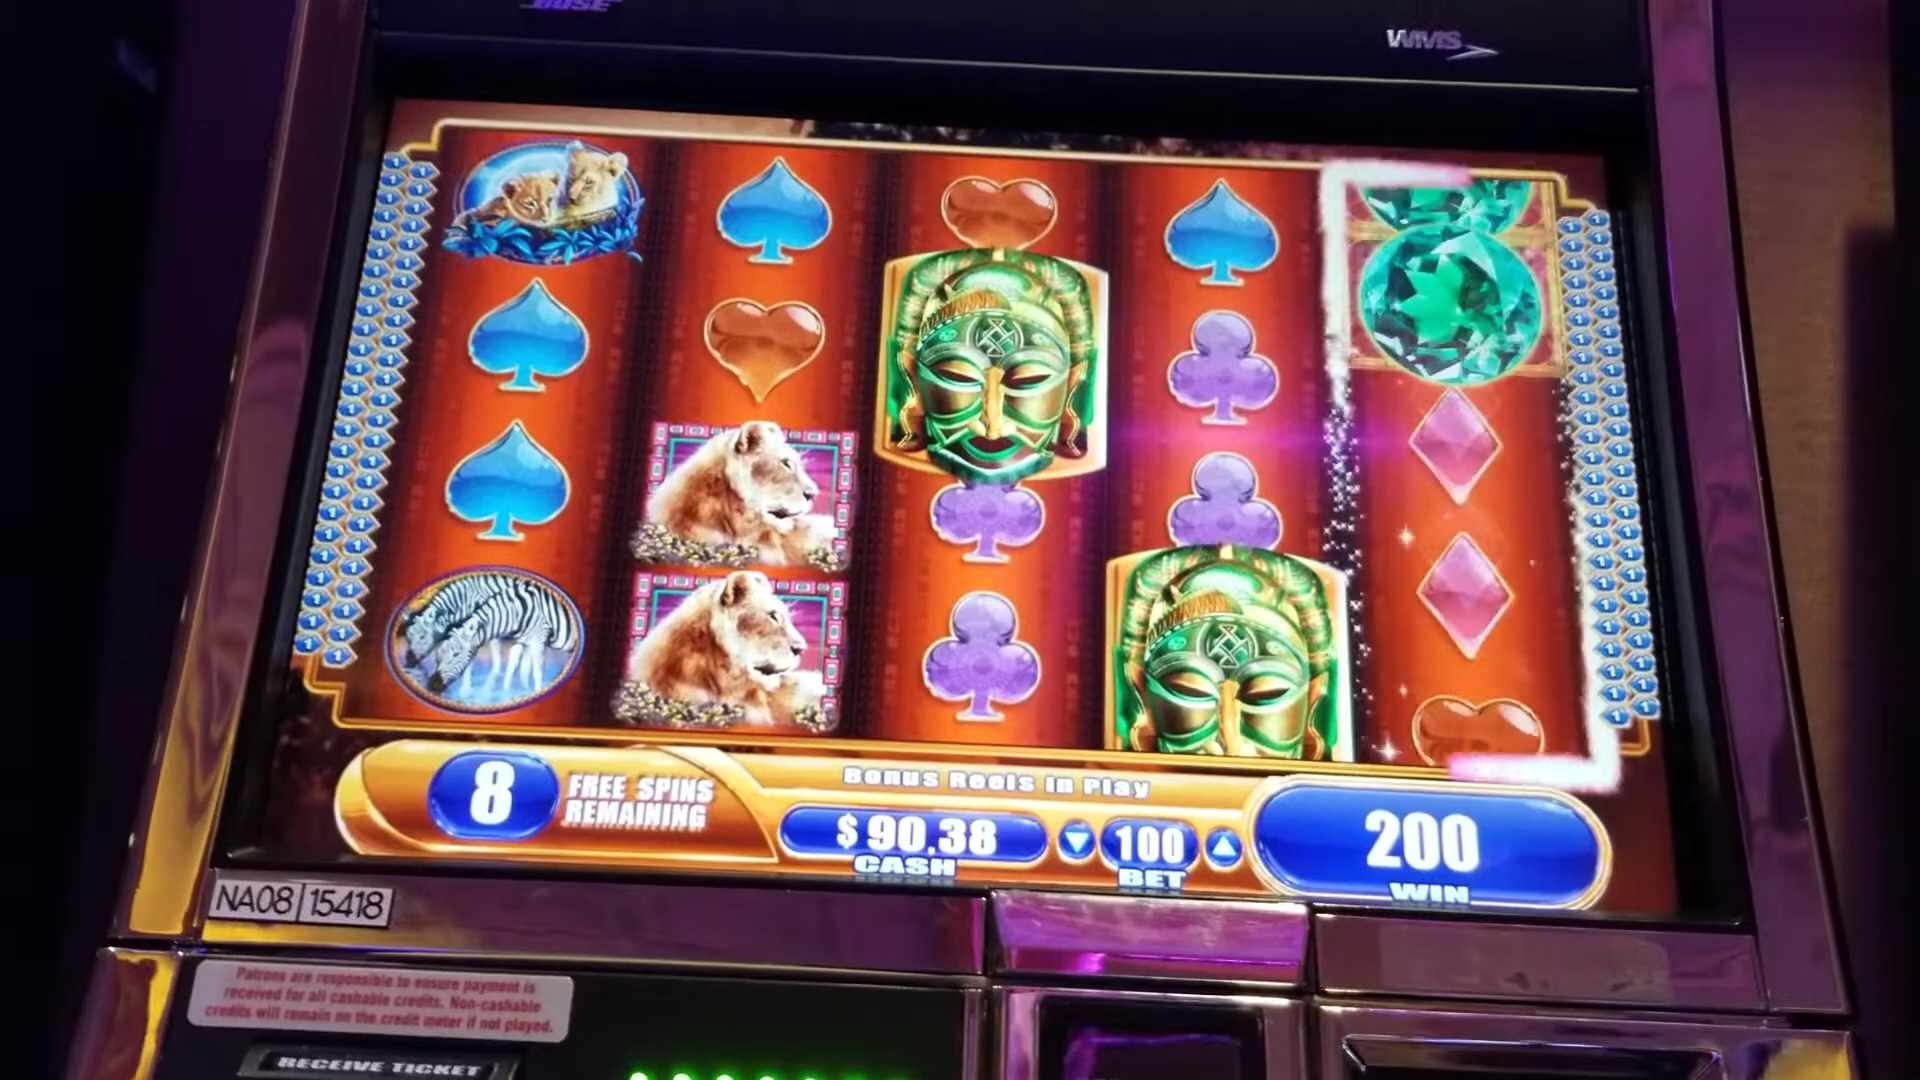 BOSE
WMS
8
FREE SPINS
REMAINING
Bonus Reels In Play
$90.38
CASH
100
BET
200
WIN
NA08 15418
Patrons are responsible to ensure payment is
received for all cashable credits. Non-cashable
credits will remain on the credit meter if not played.
RECEIVE TICKET